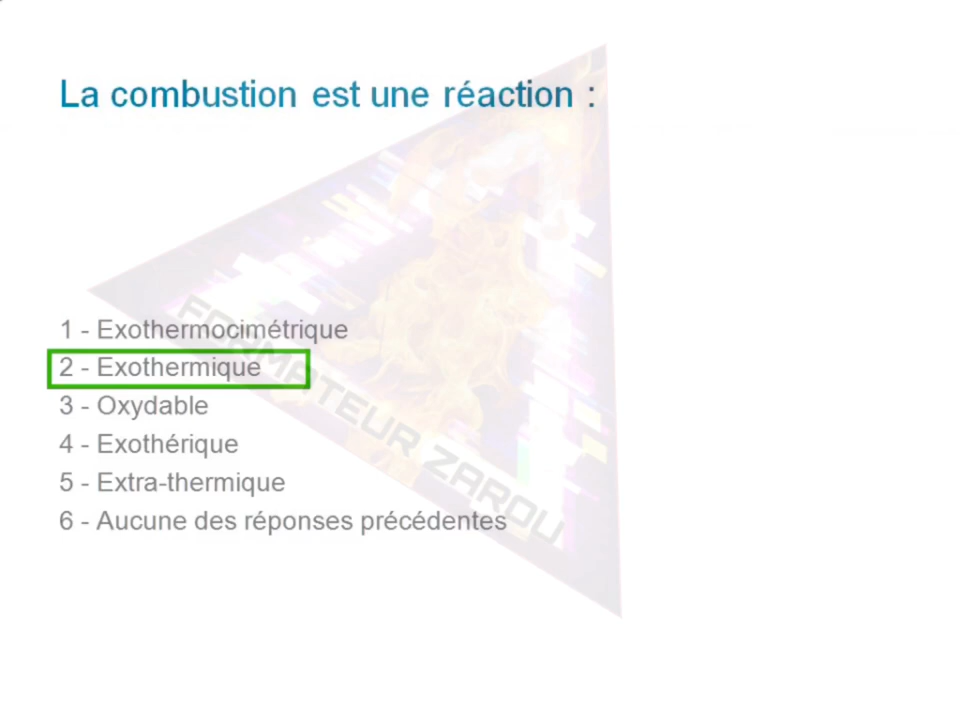 La combustion est une réaction :
1 - Exothermocimétrique
2 - Exothermique
3 - Oxydable
4 - Exothérique
5 - Extra-thermique
6 - Aucune des réponses précédentes
FORMATEUR ZAROU